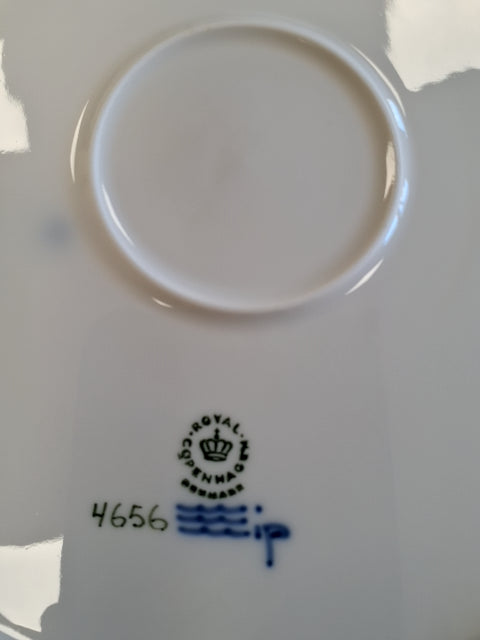 ROYAL
COPENHAGEN
DENMARK
4656
ip